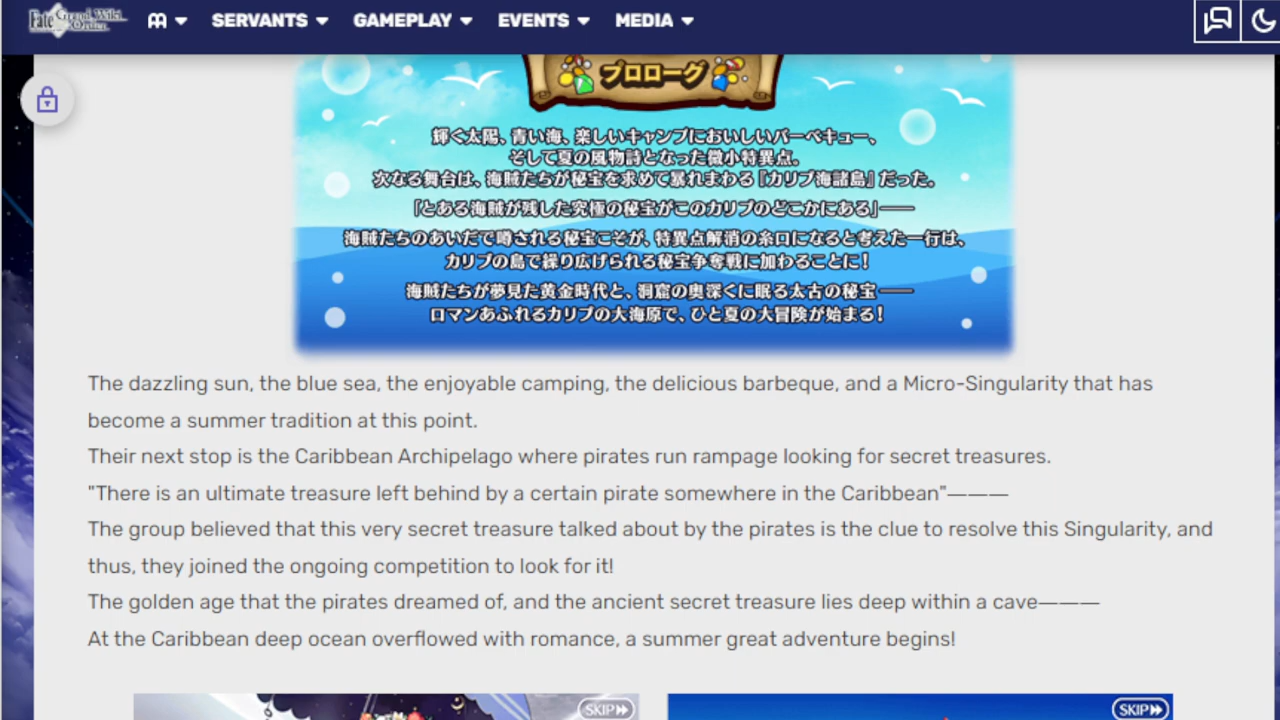 Fate Grand Order Wiki
SERVANTS
GAMEPLAY
EVENTS
MEDIA
プロローグ
輝く太陽、青い海、楽しいキャンプにおいしいバーベキュー、
そして夏の風物詩となった微小特異点。
次なる舞台は、海賊たちが秘宝を求めて暴れまわる『カリブ海諸島』だった。
「とある海賊が残した究極の秘宝がこのカリブのどこかにある」――
海賊たちのあいだで噂される秘宝こそが、特異点解消の糸口になると考えた一行は、
カリブの島で繰り広げられる秘宝争奪戦に加わることに！
海賊たちが夢見た黄金時代と、洞窟の奥深くに眠る太古の秘宝――
ロマンあふれるカリブの大海原で、ひと夏の大冒険が始まる！
The dazzling sun, the blue sea, the enjoyable camping, the delicious barbeque, and a Micro-Singularity that has
become a summer tradition at this point.
Their next stop is the Caribbean Archipelago where pirates run rampage looking for secret treasures.
"There is an ultimate treasure left behind by a certain pirate somewhere in the Caribbean"———
The group believed that this very secret treasure talked about by the pirates is the clue to resolve this Singularity, and
thus, they joined the ongoing competition to look for it!
The golden age that the pirates dreamed of, and the ancient secret treasure lies deep within a cave———
At the Caribbean deep ocean overflowed with romance, a summer great adventure begins!
SKIP
SKIP